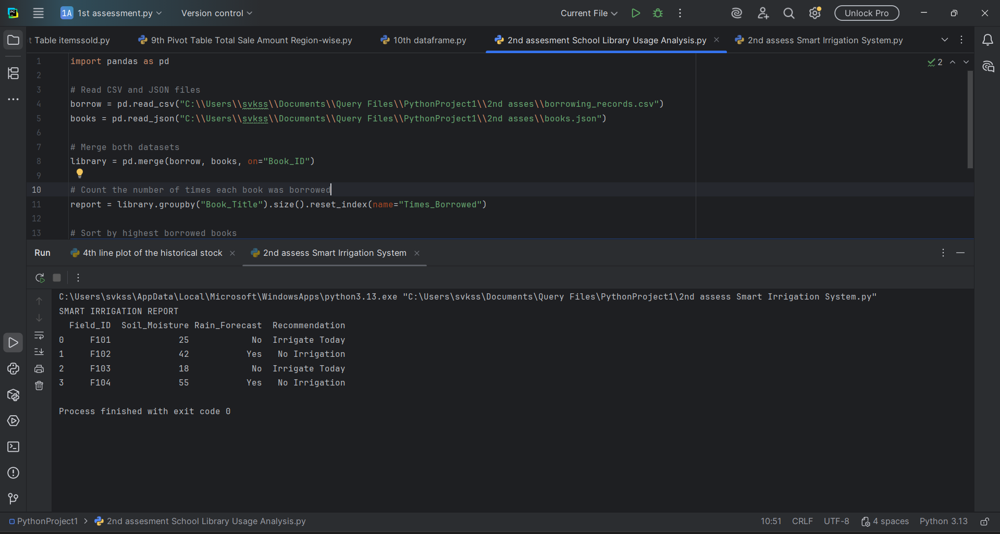 1A 1st assessment.py Version control Current File Unlock Pro
t Table itemssold.py 9th Pivot Table Total Sale Amount Region-wise.py 10th dataframe.py 2nd assesment School Library Usage Analysis.py 2nd assess Smart Irrigation System.py
1 import pandas as pd 2
2
3 # Read CSV and JSON files
4 borrow = pd.read_csv("C:\\Users\\svkss\\Documents\\Query Files\\PythonProject1\\2nd asses\\borrowing_records.csv")
5 books = pd.read_json("C:\\Users\\svkss\\Documents\\Query Files\\PythonProject1\\2nd asses\\books.json")
6
7 # Merge both datasets
8 library = pd.merge(borrow, books, on="Book_ID")
9
10 # Count the number of times each book was borrowed
11 report = library.groupby("Book_Title").size().reset_index(name="Times_Borrowed")
12
13 # Sort by highest borrowed books
Run 4th line plot of the historical stock 2nd assess Smart Irrigation System
C:\Users\svkss\AppData\Local\Microsoft\WindowsApps\python3.13.exe "C:\Users\svkss\Documents\Query Files\PythonProject1\2nd assess Smart Irrigation System.py"
SMART IRRIGATION REPORT
Field_ID Soil_Moisture Rain_Forecast Recommendation
0 F101 25 No Irrigate Today
1 F102 42 Yes No Irrigation
2 F103 18 No Irrigate Today
3 F104 55 Yes No Irrigation
Process finished with exit code 0
PythonProject1 > 2nd assesment School Library Usage Analysis.py 10:51 CRLF UTF-8 4 spaces Python 3.13